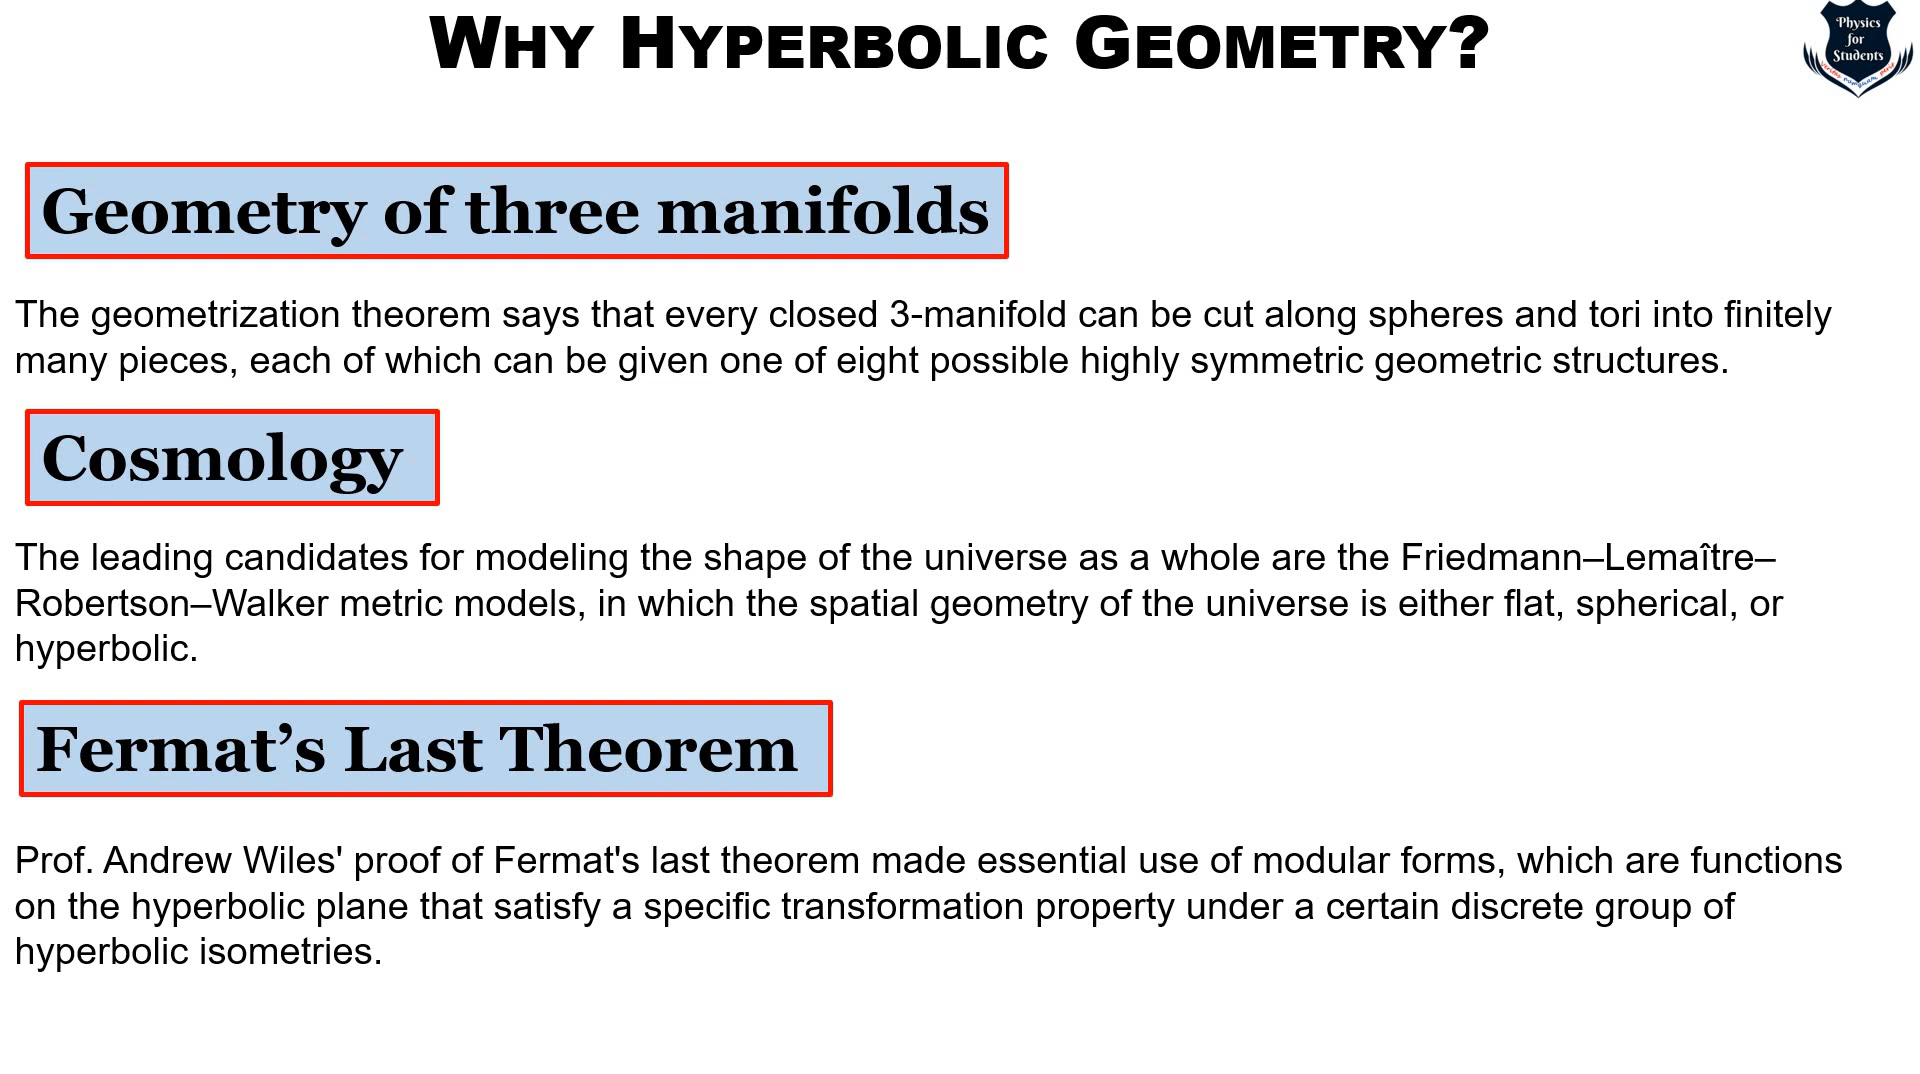 WHY HYPERBOLIC GEOMETRY?
Physics
for
Students
Geometry of three manifolds
The geometrization theorem says that every closed 3-manifold can be cut along spheres and tori into finitely
many pieces, each of which can be given one of eight possible highly symmetric geometric structures.
Cosmology
The leading candidates for modeling the shape of the universe as a whole are the Friedmann–Lemaître–
Robertson–Walker metric models, in which the spatial geometry of the universe is either flat, spherical, or
hyperbolic.
Fermat’s Last Theorem
Prof. Andrew Wiles' proof of Fermat's last theorem made essential use of modular forms, which are functions
on the hyperbolic plane that satisfy a specific transformation property under a certain discrete group of
hyperbolic isometries.